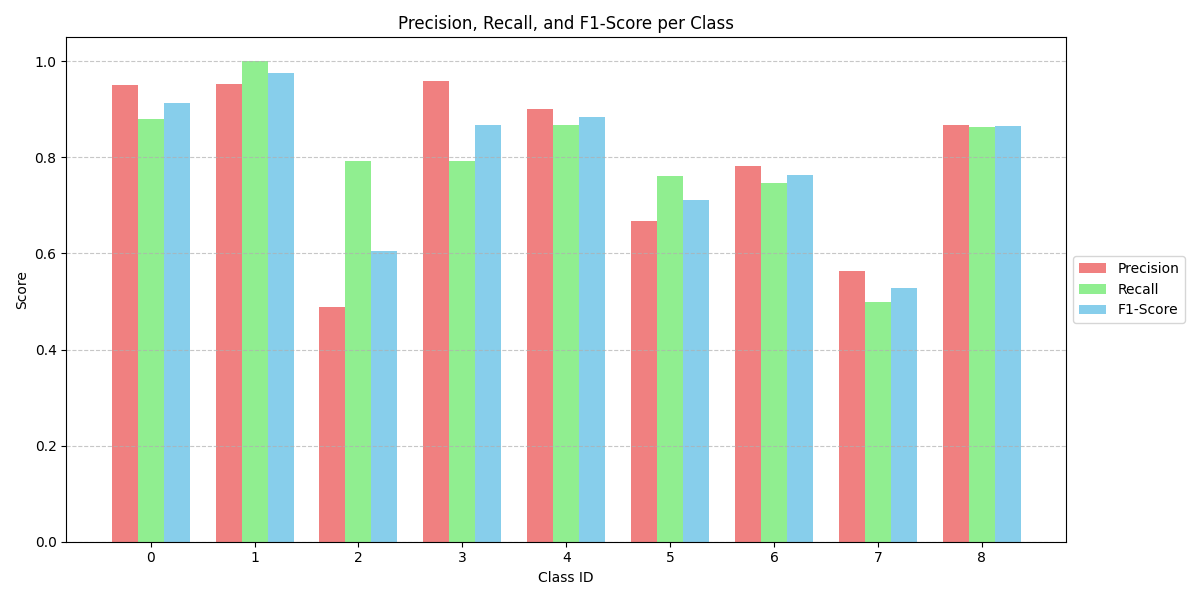 Precision, Recall, and F1-Score per Class
1.0
0.8
0.6
0.4
0.2
0.0
Score
0 1 2 3 4 5 6 7 8
Class ID
Precision
Recall
F1-Score